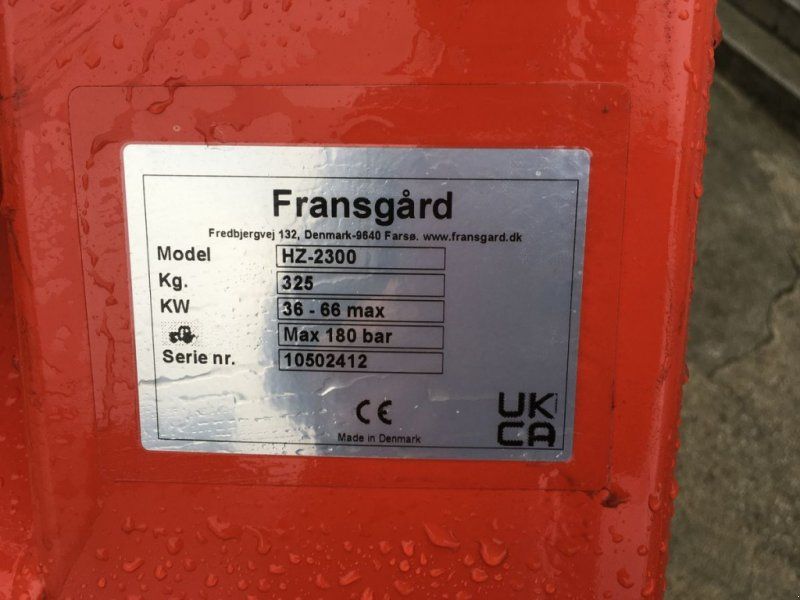 Fransgård
Fredbjergvej 132, Denmark-9640 Farsø. www.fransgard.dk
Model HZ-2300
Kg. 325
KW 36 - 66 max
Max 180 bar
Serie nr. 10502412
CE
Made in Denmark
UK
CA